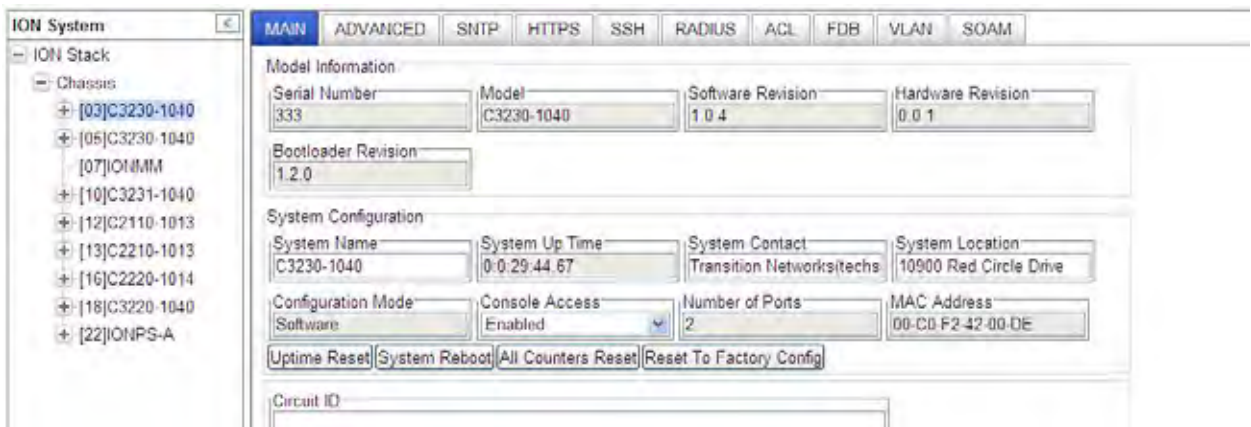 ION System <
MAIN ADVANCED SNTP HTTPS SSH RADIUS ACL FDB VLAN SOAM
ION Stack
Chassis
[03]C3230-1040
[05]C3230-1040
[07]IONMM
[10]C3231-1040
[12]C2110-1013
[13]C2210-1013
[16]C2220-1014
[18]C3220-1040
[22]IONPS-A
Model Information
Serial Number Model Software Revision Hardware Revision
333 C3230-1040 1.0.4 0.0.1
Bootloader Revision
1.2.0
System Configuration
System Name System Up Time System Contact System Location
C3230-1040 0:0:29:44.67 Transition Networks(techs 10900 Red Circle Drive
Configuration Mode Console Access Number of Ports MAC Address
Software Enabled 2 00-C0-F2-42-00-DE
Uptime Reset System Reboot All Counters Reset Reset To Factory Config
Circuit ID